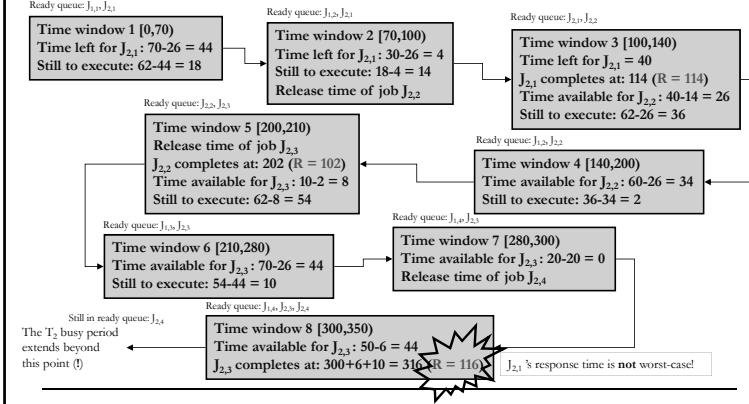 Ready queue: J1,1, J2,1
Time window 1 [0,70)
Time left for J2,1: 70-26 = 44
Still to execute: 62-44 = 18
Ready queue: J1,2, J2,1
Time window 2 [70,100)
Time left for J2,1: 30-26 = 4
Still to execute: 18-4 = 14
Release time of job J2,2
Ready queue: J2,1, J2,2
Time window 3 [100,140)
Time left for J2,1 = 40
J2,1 completes at: 114 (R = 114)
Time available for J2,2: 40-14 = 26
Still to execute: 62-26 = 36
Ready queue: J1,2, J2,2
Time window 4 [140,200)
Time available for J2,2: 60-26 = 34
Still to execute: 36-34 = 2
Ready queue: J2,2, J2,3
Time window 5 [200,210)
Release time of job J2,3
J2,2 completes at: 202 (R = 102)
Time available for J2,3: 10-2 = 8
Still to execute: 62-8 = 54
Ready queue: J1,3, J2,3
Time window 6 [210,280)
Time available for J2,3: 70-26 = 44
Still to execute: 54-44 = 10
Ready queue: J1,4, J2,3
Time window 7 [280,300)
Time available for J2,3: 20-20 = 0
Release time of job J2,4
Ready queue: J1,4, J2,3, J2,4
Time window 8 [300,350)
Time available for J2,3: 50-6 = 44
J2,3 completes at: 300+6+10 = 316 (R = 116)
Still in ready queue: J2,4
The T2 busy period
extends beyond
this point (!)
J2,1 's response time is not worst-case!